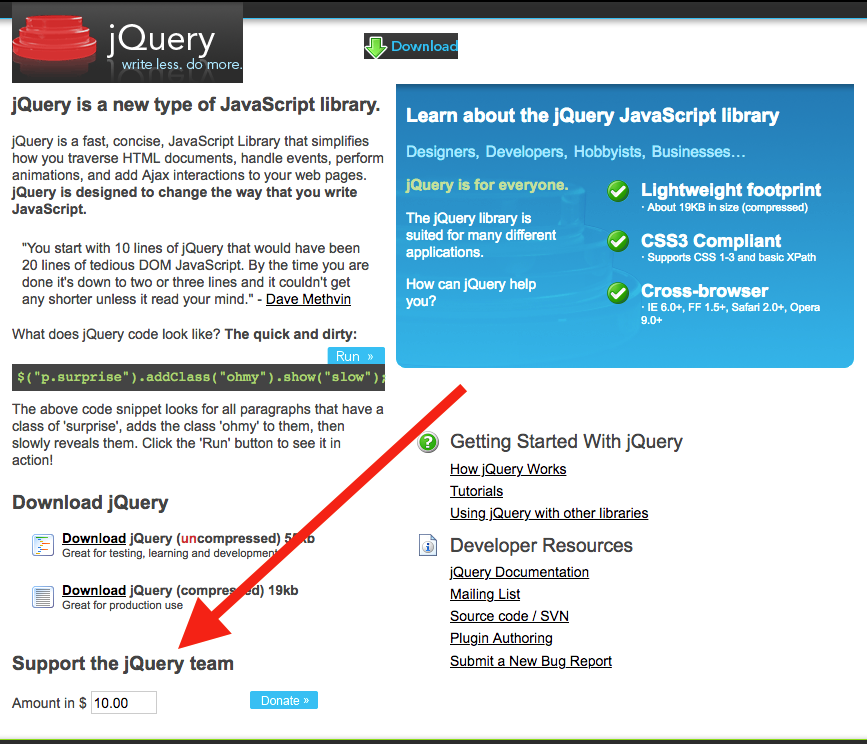 jQuery
write less, do more.
Download
jQuery is a new type of JavaScript library.
jQuery is a fast, concise, JavaScript Library that simplifies
how you traverse HTML documents, handle events, perform
animations, and add Ajax interactions to your web pages.
jQuery is designed to change the way that you write
JavaScript.
"You start with 10 lines of jQuery that would have been
20 lines of tedious DOM JavaScript. By the time you are
done it's down to two or three lines and it couldn't get
any shorter unless it read your mind." - Dave Methvin
What does jQuery code look like? The quick and dirty:
Run »
$("p.surprise").addClass("ohmy").show("slow");
The above code snippet looks for all paragraphs that have a
class of 'surprise', adds the class 'ohmy' to them, then
slowly reveals them. Click the 'Run' button to see it in
action!
Download jQuery
Download jQuery (uncompressed)
Great for testing, learning and development
Download jQuery (compressed) 19kb
Great for production use
Support the jQuery team
Amount in $ 10.00
Donate »
Learn about the jQuery JavaScript library
Designers, Developers, Hobbyists, Businesses...
jQuery is for everyone.
The jQuery library is
suited for many different
applications.
How can jQuery help
you?
Lightweight footprint
· About 19KB in size (compressed)
CSS3 Compliant
· Supports CSS 1-3 and basic XPath
Cross-browser
· IE 6.0+, FF 1.5+, Safari 2.0+, Opera
9.0+
Getting Started With jQuery
How jQuery Works
Tutorials
Using jQuery with other libraries
Developer Resources
jQuery Documentation
Mailing List
Source code / SVN
Plugin Authoring
Submit a New Bug Report